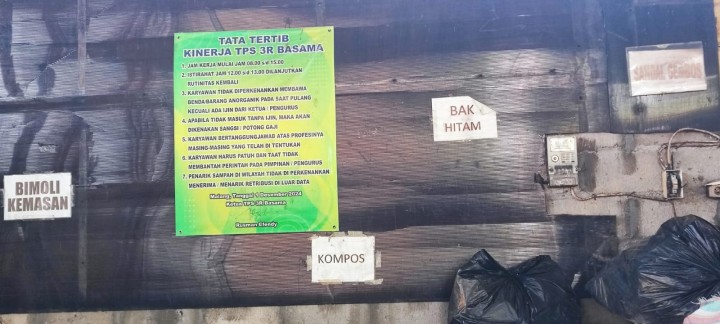 TATA TERTIB
KINERJA TPS 3R BASAMA
1. JAM KERJA MULAI JAM 08.00 s.d 15.00
2. ISTIRAHAT JAM 12.00 s.d 13.00 DILANJUTKAN
RUTINITAS KEMBALI
3. KARYAWAN TIDAK DIPERKENANKAN MEMBAWA
BENDA/BARANG ANORGANIK PADA SAAT PULANG
KECUALI ADA IJIN DARI KETUA / PENGURUS
4. APABILA TIDAK MASUK TANPA IJIN, MAKA AKAN
DIKENAKAN SANGSI : POTONG GAJI
5. KARYAWAN BERTANGGUNGJAWAB ATAS PROFESINYA
MASING-MASING YANG TELAH DI TENTUKAN
6. KARYAWAN HARUS PATUH DAN TAAT TIDAK
MEMBANTAH PERINTAH PADA PIMPINAN / PENGURUS
7. PENARIK SAMPAH DI WILAYAH TIDAK DI PERKENANKAN
MENERIMA / MENARIK RETRIBUSI DI LUAR DATA
Malang, Tanggal 1 Desember 2024
Ketua TPS 3R Basama
Rusman Efendy
BIMOLI
KEMASAN
KOMPOS
BAK
HITAM